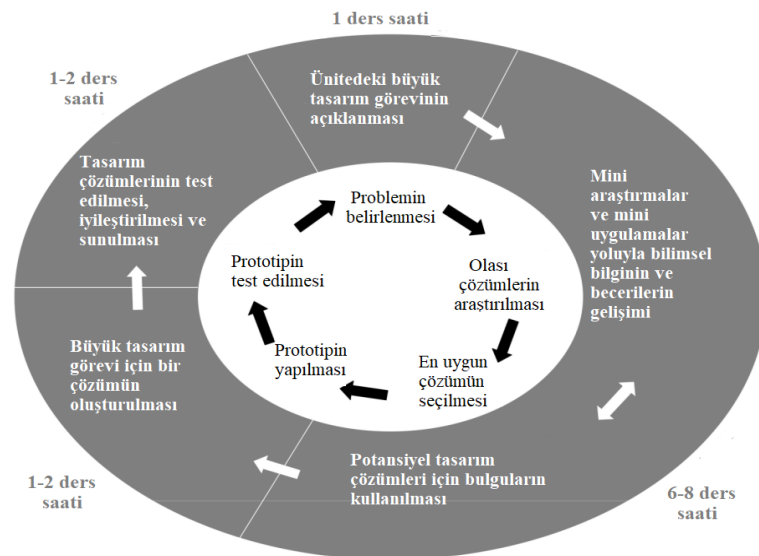 1 ders saati
Ünitedeki büyük
tasarım görevinin
açıklanması
1-2 ders
saati
Tasarım
çözümlerinin test
edilmesi,
iyileştirilmesi ve
sunulması
Mini
araştırmalar
ve mini
uygulamalar
yoluyla bilimsel
bilginin ve
becerilerin
gelişimi
Problemin
belirlenmesi
Olası
çözümlerin
araştırılması
En uygun
çözümün
seçilmesi
Prototipin
yapılması
Prototipin
test edilmesi
Büyük tasarım
görevi için bir
çözümün
oluşturulması
Potansiyel tasarım
çözümleri için bulguların
kullanılması
1-2 ders
saati
6-8 ders
saati